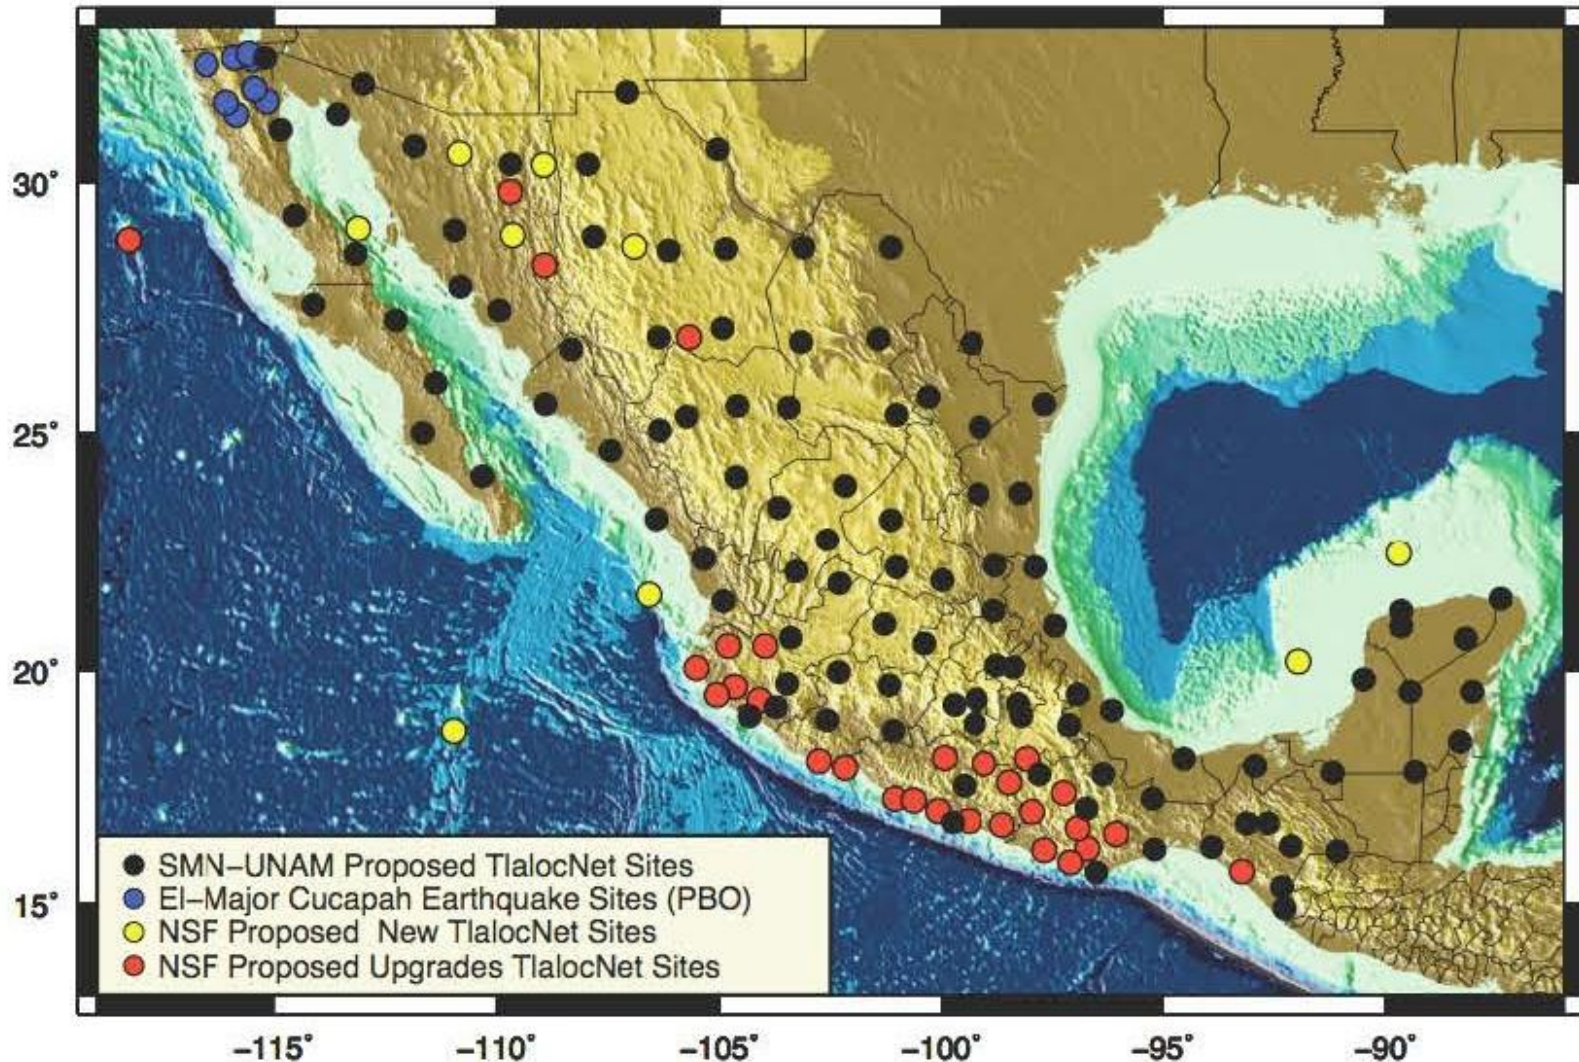 30°
25°
20°
15°
SMN-UNAM Proposed TlalocNet Sites
El-Major Cucapah Earthquake Sites (PBO)
NSF Proposed New TlalocNet Sites
NSF Proposed Upgrades TlalocNet Sites
-115° -110° -105° -100° -95° -90°